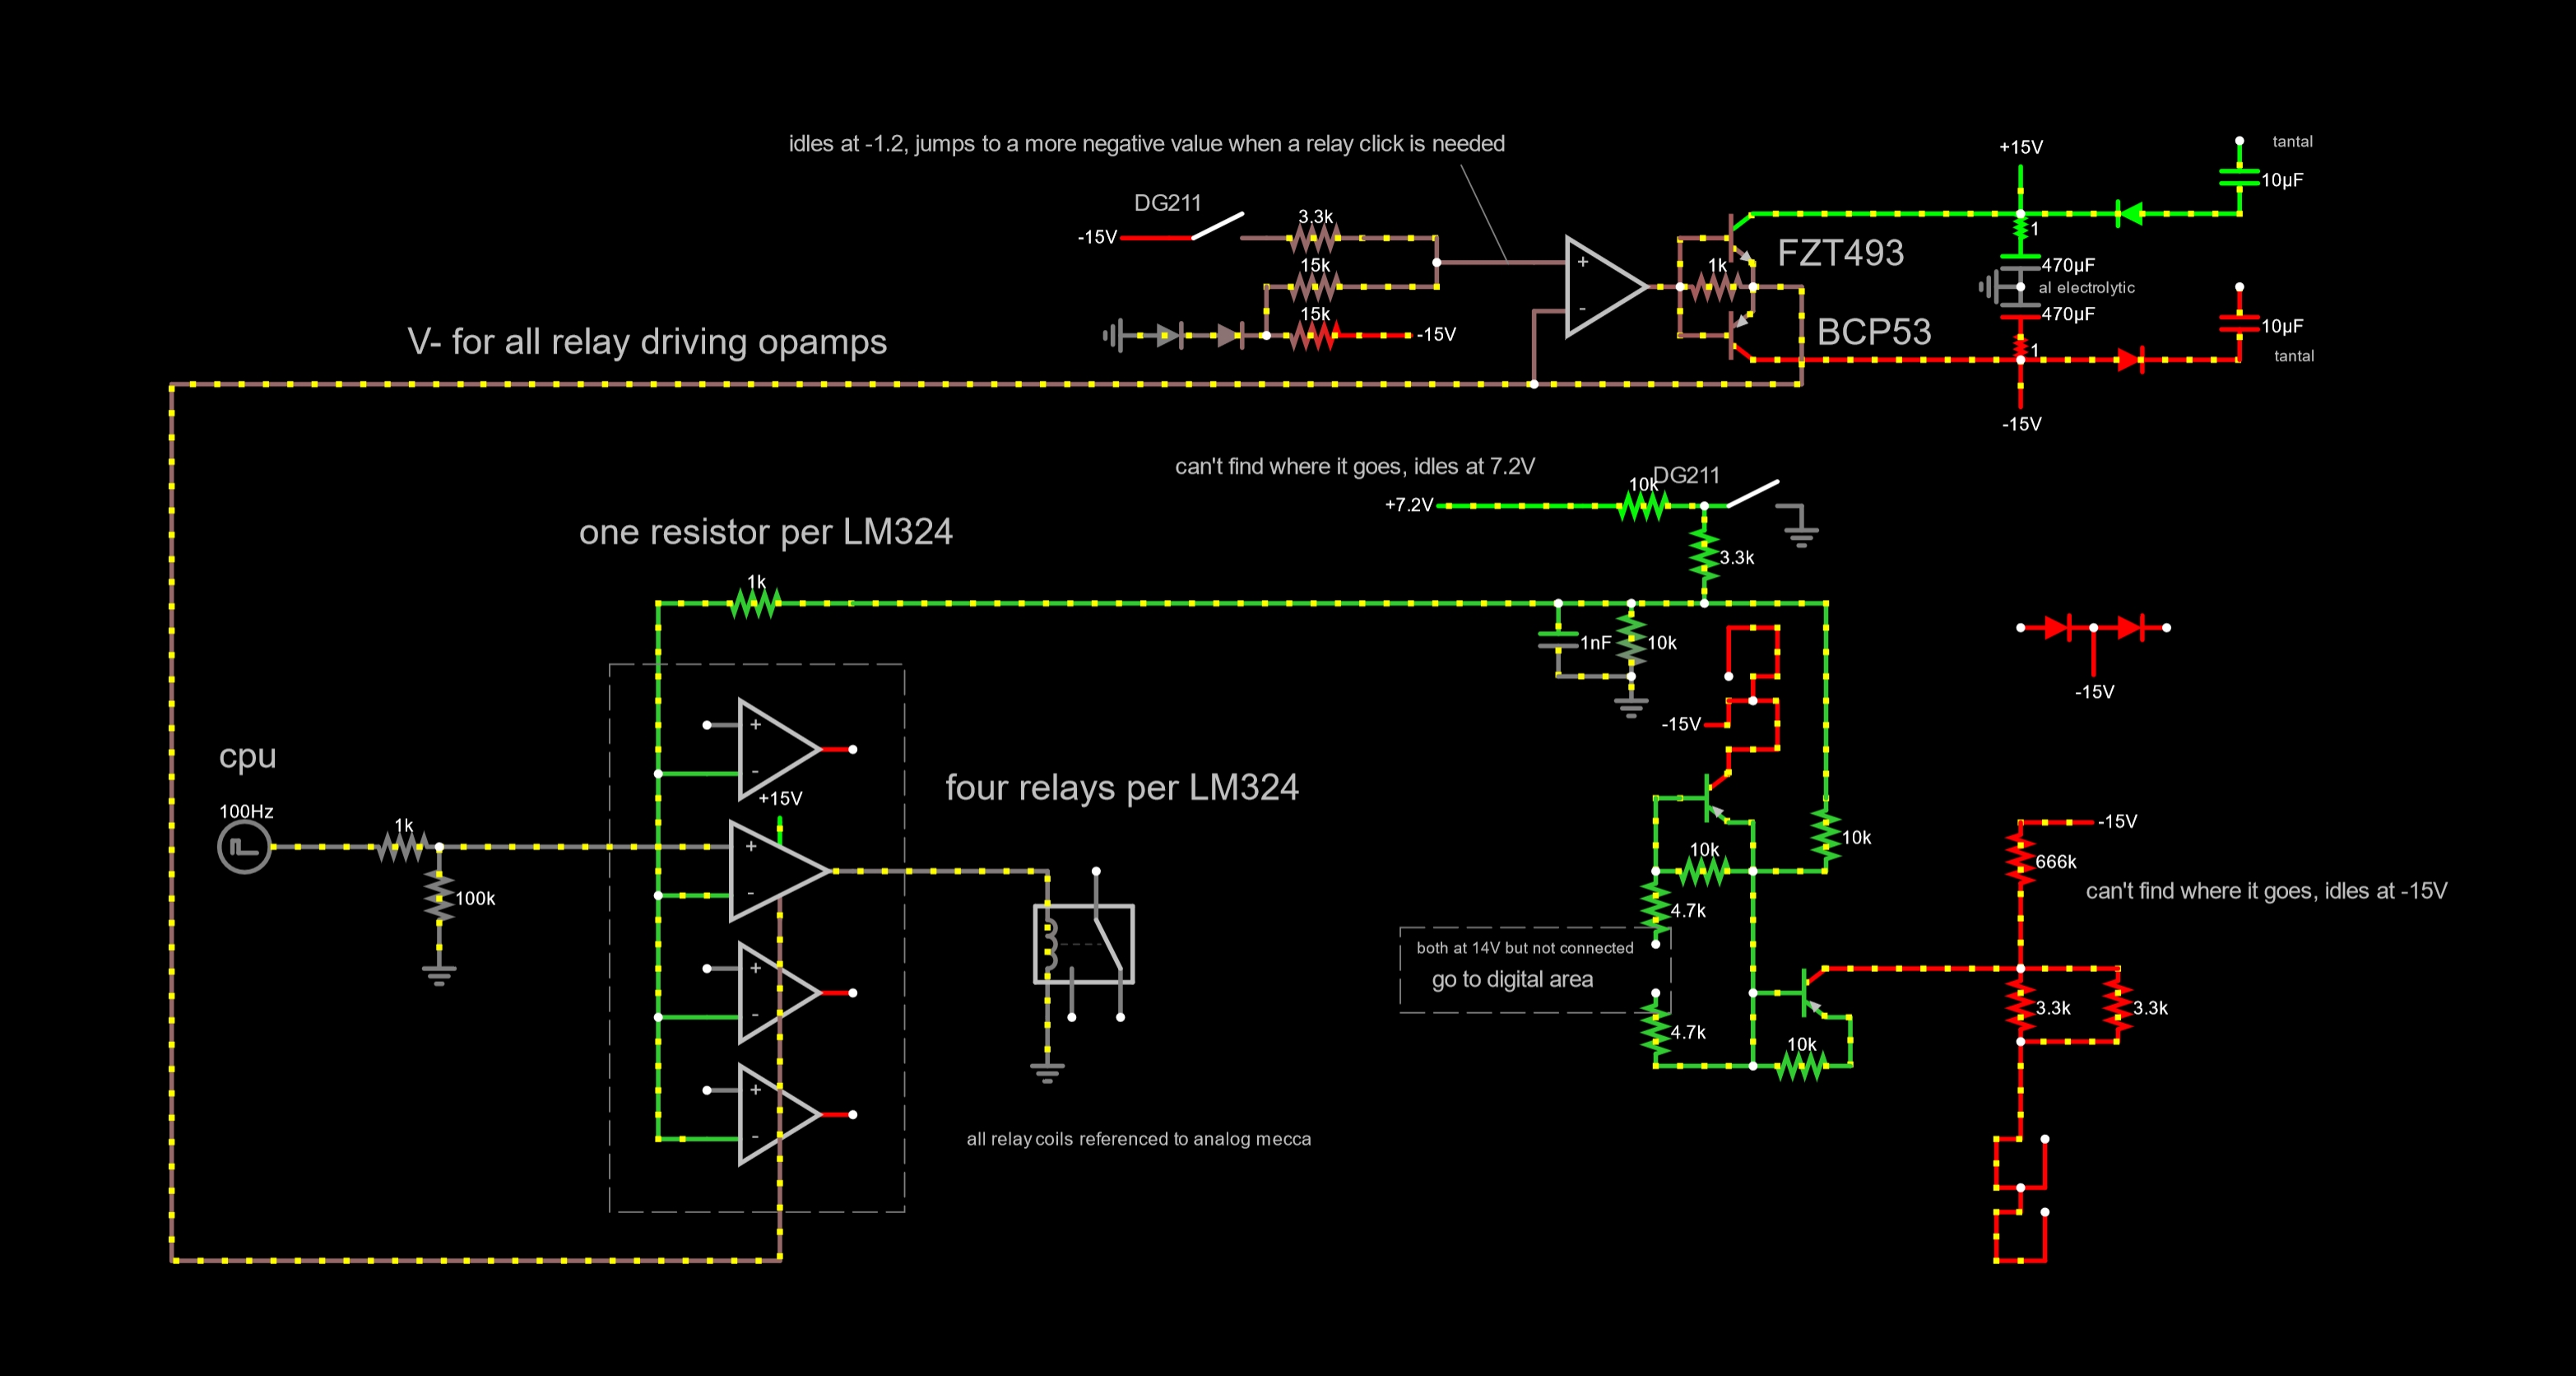 idles at -1.2, jumps to a more negative value when a relay click is needed
+15V
tantal
10µF
DG211
3.3k
-15V
1
+
FZT493
15k
1k
470µF
al electrolytic
-
470µF
15k
-15V
BCP53
10µF
1
tantal
V- for all relay driving opamps
-15V
can't find where it goes, idles at 7.2V
DG211
10k
+7.2V
one resistor per LM324
3.3k
1k
1nF
10k
-15V
-15V
+
cpu
-
+15V
four relays per LM324
100Hz
1k
+
-15V
10k
10k
666k
-
100k
can't find where it goes, idles at -15V
4.7k
both at 14V but not connected
go to digital area
+
-
3.3k
3.3k
4.7k
10k
+
-
all relay coils referenced to analog mecca